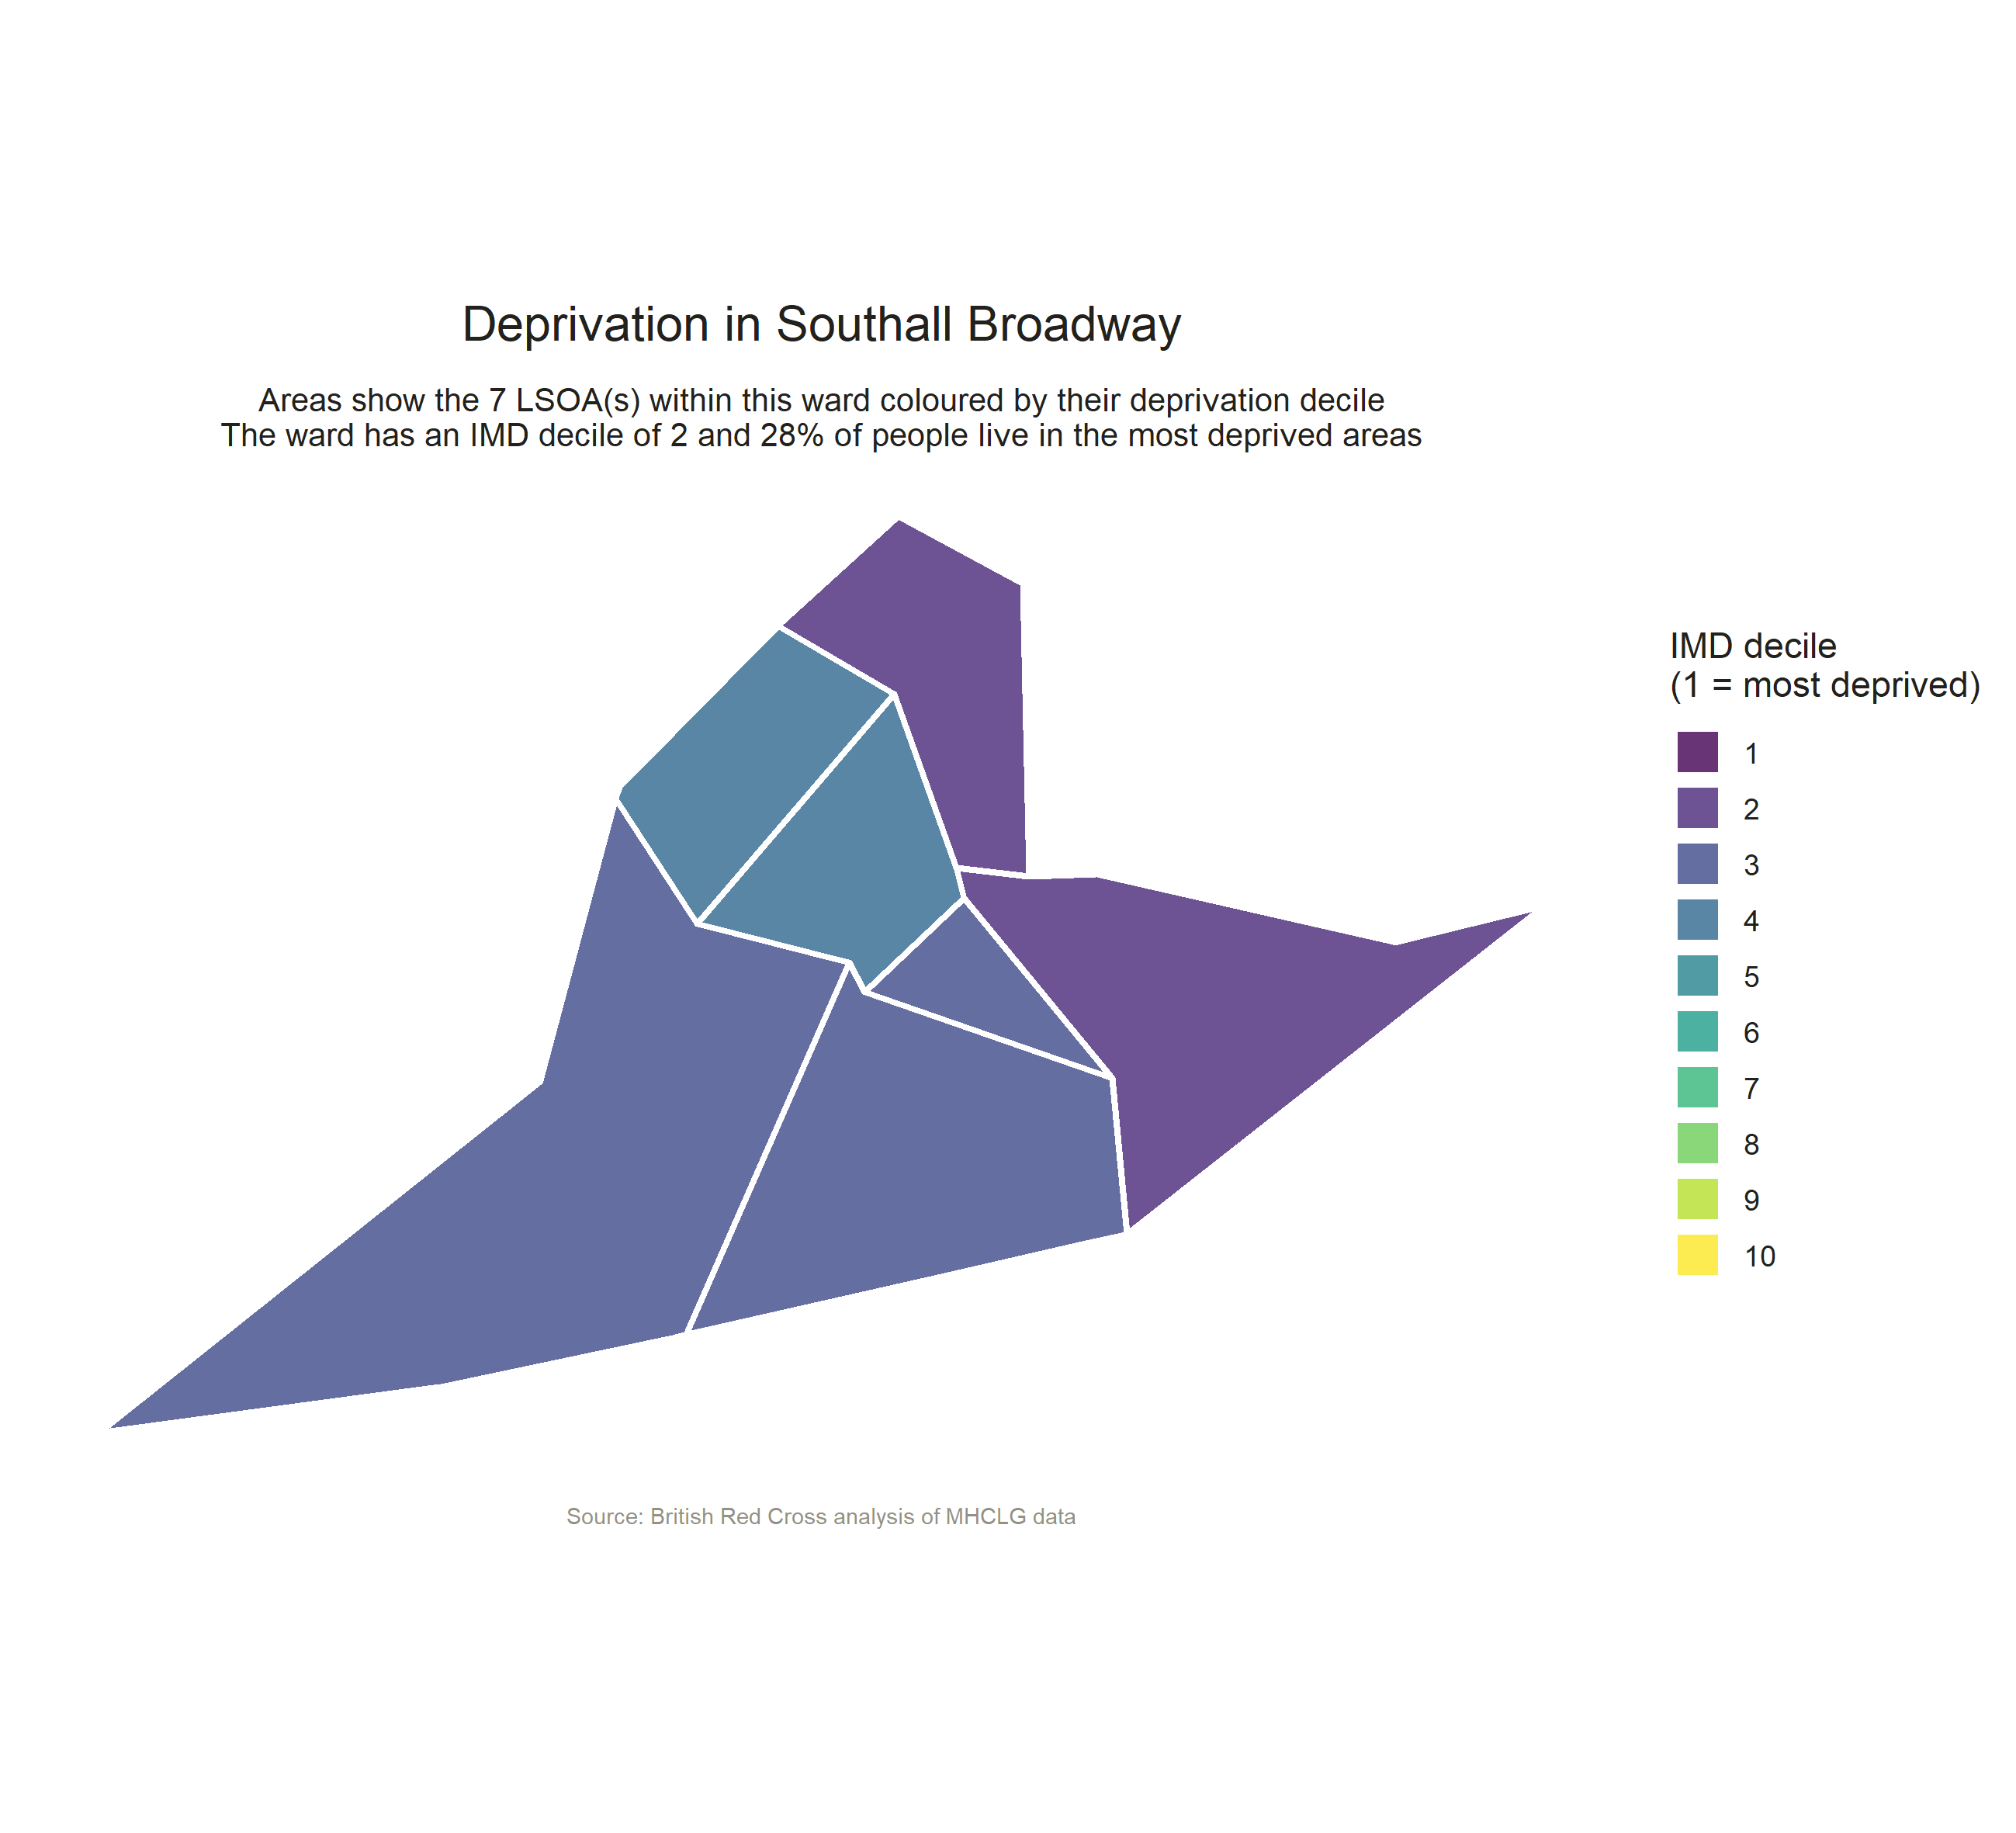 Deprivation in Southall Broadway
Areas show the 7 LSOA(s) within this ward coloured by their deprivation decile
The ward has an IMD decile of 2 and 28% of people live in the most deprived areas
IMD decile
(1 = most deprived)
1
2
3
4
5
6
7
8
9
10
Source: British Red Cross analysis of MHCLG data